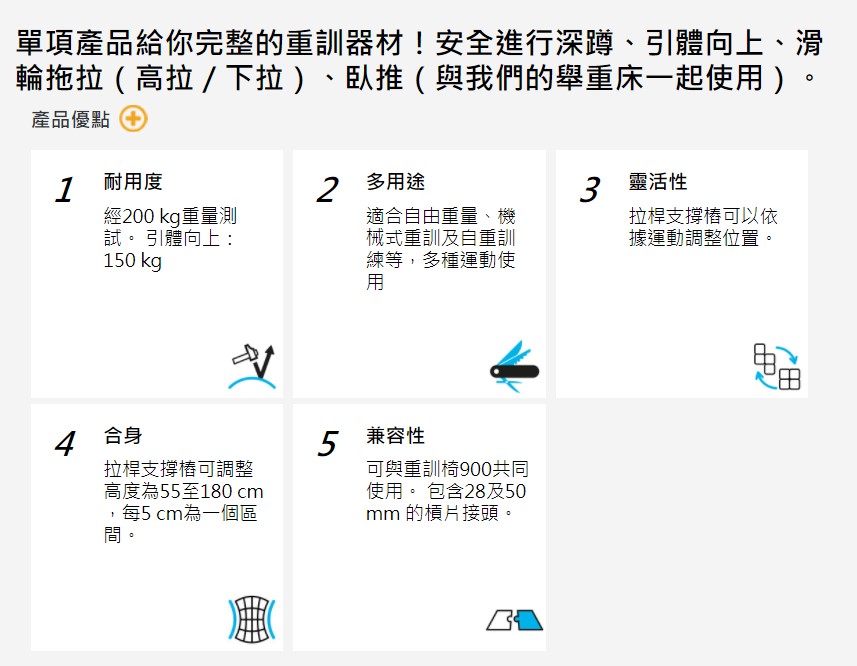 單項產品給你完整的重訓器材！安全進行深蹲、引體向上、滑
輪拖拉（高拉／下拉）、臥推（與我們的舉重床一起使用）。
產品優點
1 耐用度
經200 kg重量測
試。 引體向上：
150 kg
2 多用途
適合自由重量、機
械式重訓及自重訓
練等，多種運動使
用
3 靈活性
拉桿支撐樁可以依
據運動調整位置。
4 合身
拉桿支撐樁可調整
高度為55至180 cm
，每5 cm為一個區
間。
5 兼容性
可與重訓椅900共同
使用。 包含28及50
mm 的槓片接頭。